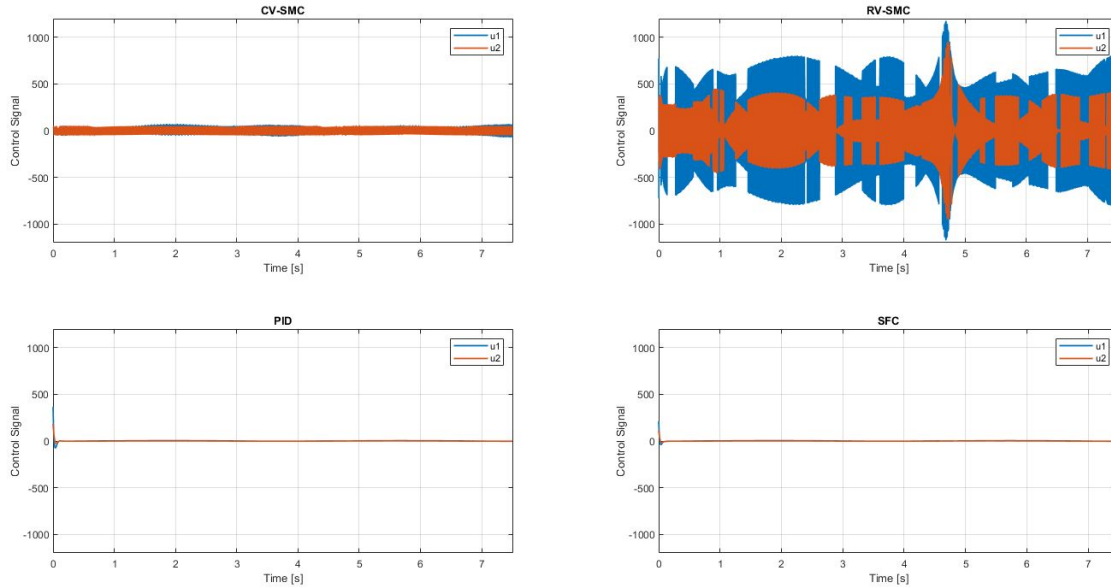 CV-SMC
u1
u2
Control Signal
1000
500
0
-500
-1000
0 1 2 3 4 5 6 7
Time [s]
RV-SMC
u1
u2
Control Signal
1000
500
0
-500
-1000
0 1 2 3 4 5 6 7
Time [s]
PID
u1
u2
Control Signal
1000
500
0
-500
-1000
0 1 2 3 4 5 6 7
Time [s]
SFC
u1
u2
Control Signal
1000
500
0
-500
-1000
0 1 2 3 4 5 6 7
Time [s]